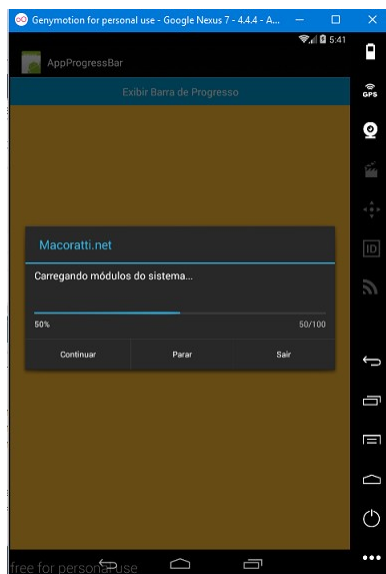 Genymotion for personal use - Google Nexus 7 - 4.4.4 - A...
5:41
AppProgressBar
GPS
Exibir Barra de Progresso
ID
Macoratti.net
Carregando módulos do sistema...
50%
50/100
Continuar
Parar
Sair
free for personal use